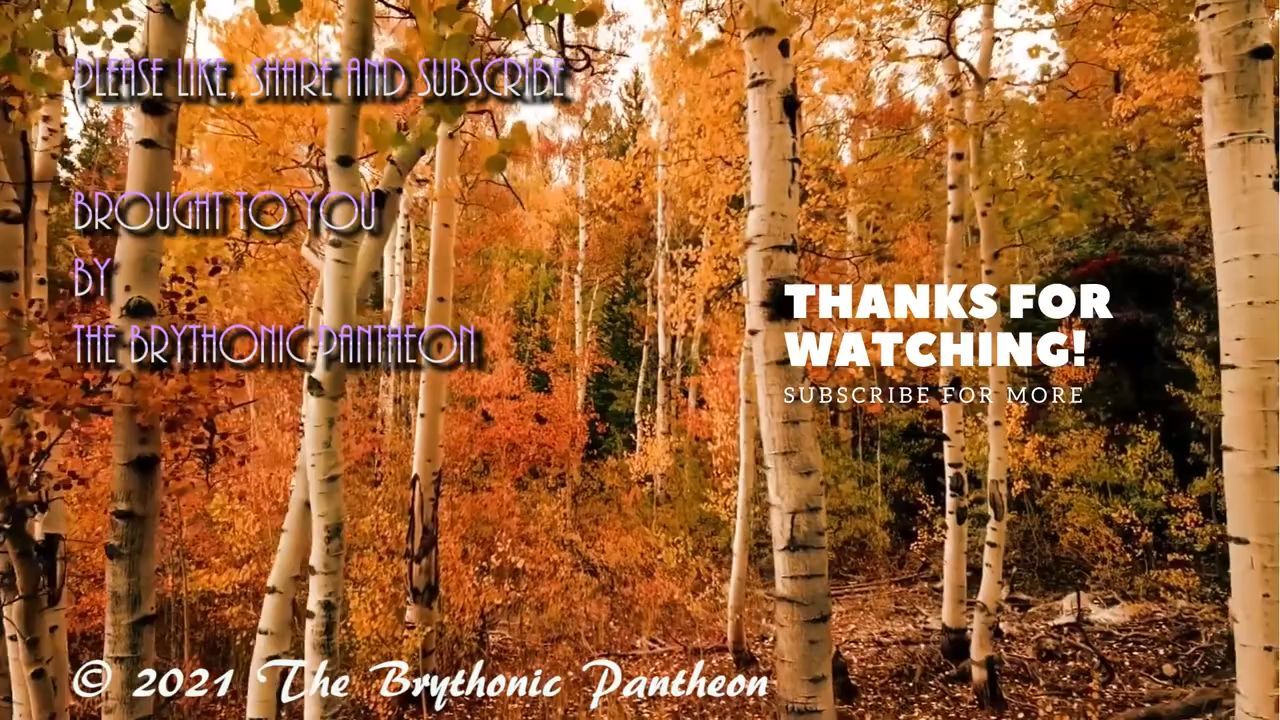 PLEASE LIKE, SHARE AND SUBSCRIBE
BROUGHT TO YOU
BY
THE BRYTHONIC PANTHEON
THANKS FOR
WATCHING!
SUBSCRIBE FOR MORE
© 2021 The Brythonic Pantheon